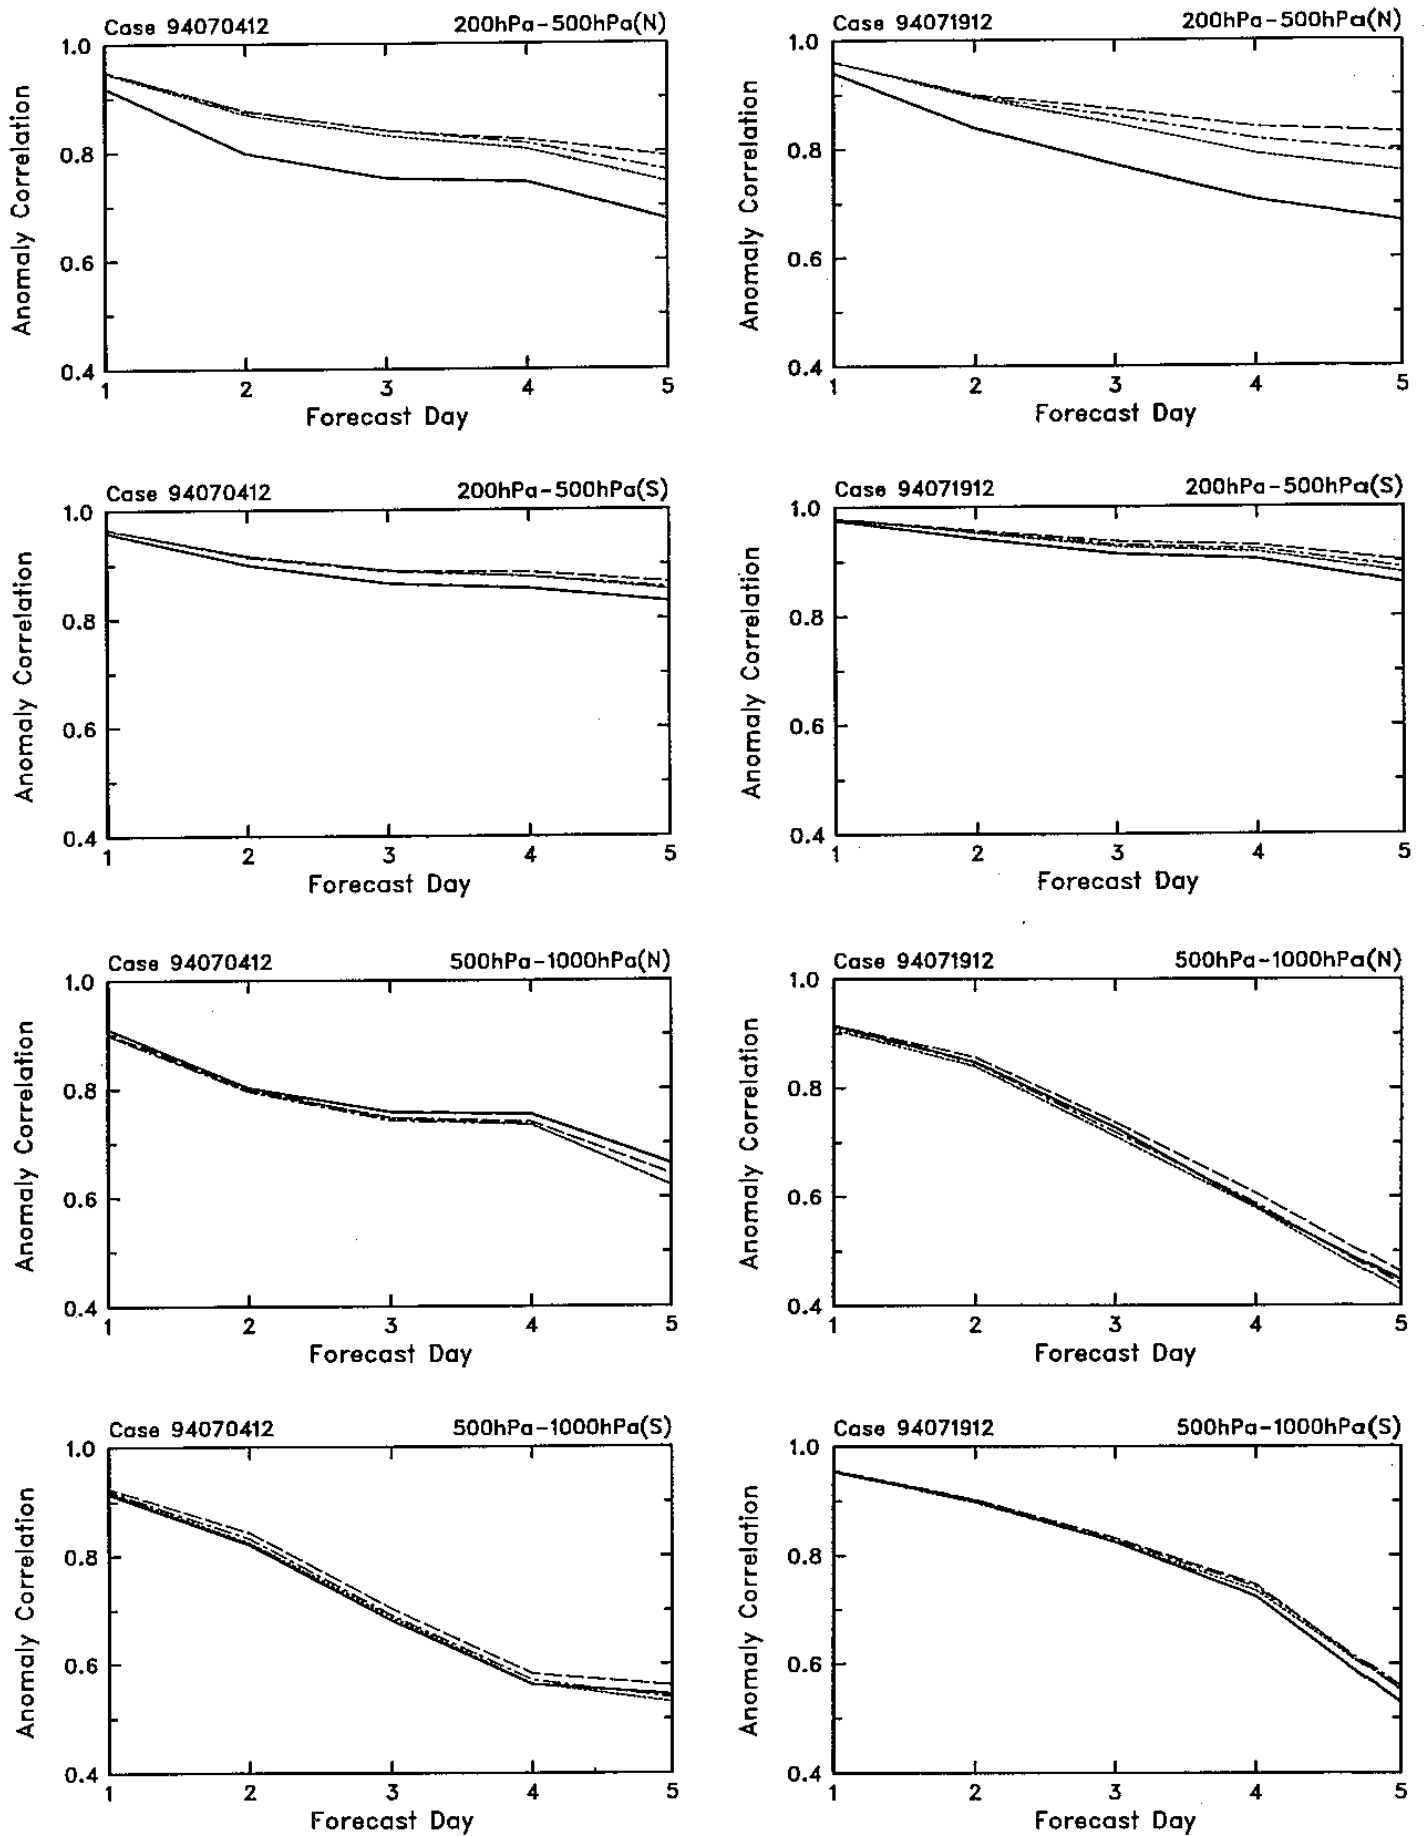 Case 94070412 200hPa-500hPa(N)
Anomaly Correlation
1.0
0.8
0.6
0.4
1 2 3 4 5
Forecast Day
Case 94071912 200hPa-500hPa(N)
Anomaly Correlation
1.0
0.8
0.6
0.4
1 2 3 4 5
Forecast Day
Case 94070412 200hPa-500hPa(S)
Anomaly Correlation
1.0
0.8
0.6
0.4
1 2 3 4 5
Forecast Day
Case 94071912 200hPa-500hPa(S)
Anomaly Correlation
1.0
0.8
0.6
0.4
1 2 3 4 5
Forecast Day
Case 94070412 500hPa-1000hPa(N)
Anomaly Correlation
1.0
0.8
0.6
0.4
1 2 3 4 5
Forecast Day
Case 94071912 500hPa-1000hPa(N)
Anomaly Correlation
1.0
0.8
0.6
0.4
1 2 3 4 5
Forecast Day
Case 94070412 500hPa-1000hPa(S)
Anomaly Correlation
1.0
0.8
0.6
0.4
1 2 3 4 5
Forecast Day
Case 94071912 500hPa-1000hPa(S)
Anomaly Correlation
1.0
0.8
0.6
0.4
1 2 3 4 5
Forecast Day